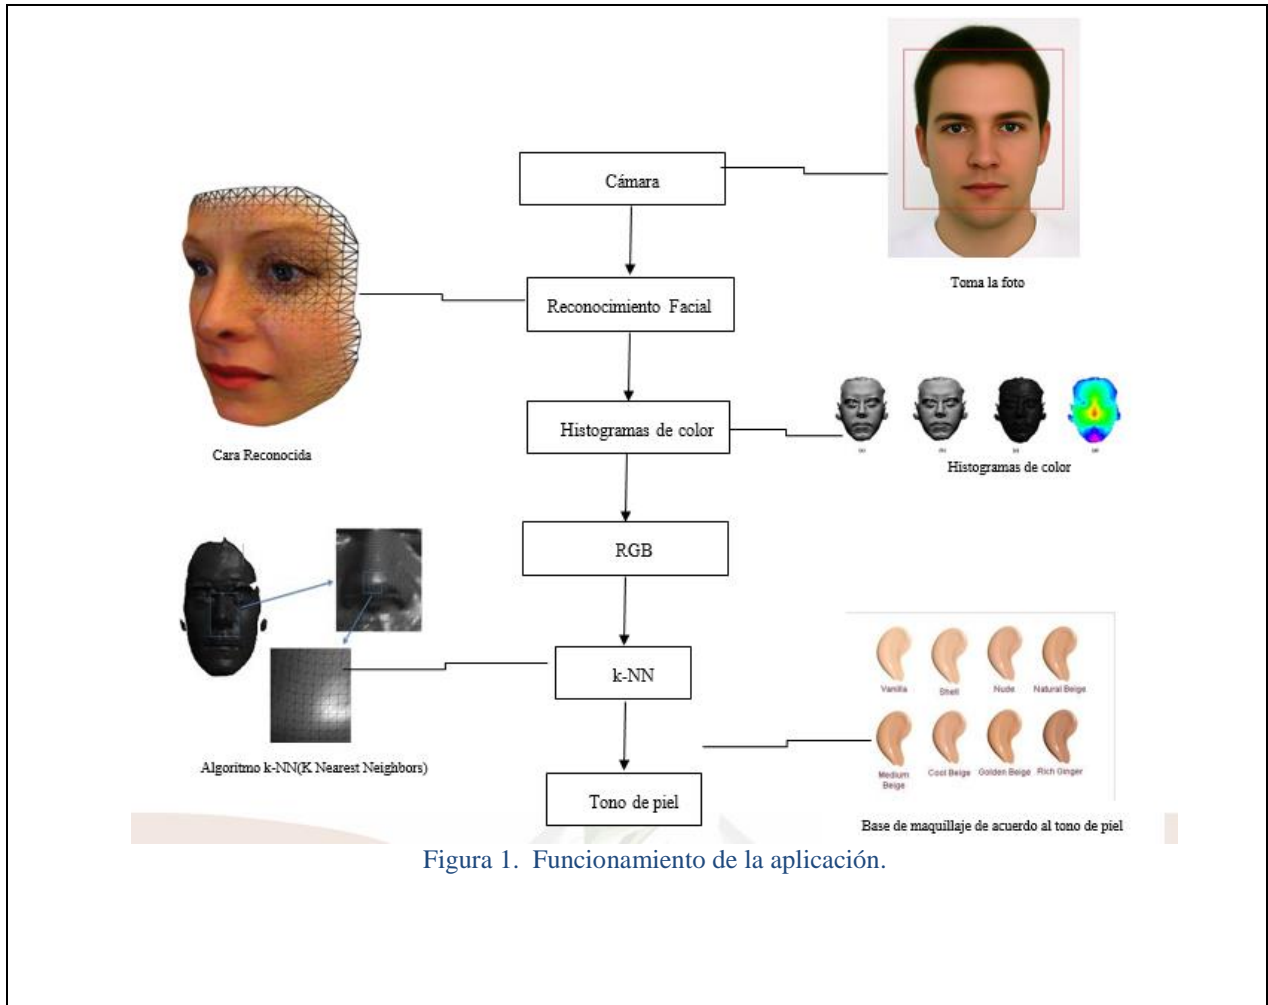 Cámara
Toma la foto
Reconocimiento Facial
Cara Reconocida
Histogramas de color
(a) (b) (c) (d)
Histogramas de color
RGB
k-NN
Algoritmo k-NN(K Nearest Neighbors)
Vanilla Shell Nude Natural Beige
Medium Beige Cool Beige Golden Beige Rich Ginger
Tono de piel
Base de maquillaje de acuerdo al tono de piel
Figura 1. Funcionamiento de la aplicación.